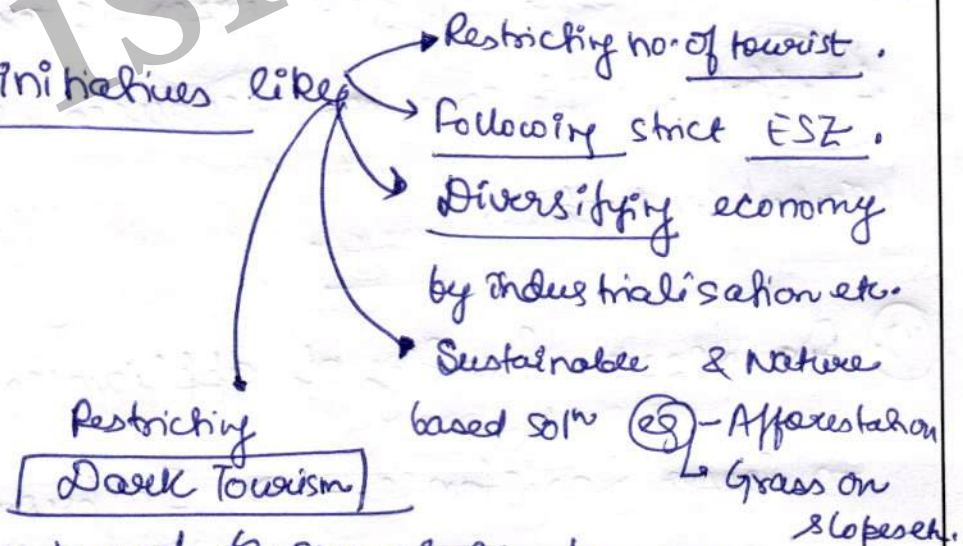 initiatives like
Restricting no. of tourist.
Following strict ESZ.
Diversifying economy
by industrialisation etc.
Sustainable & Nature
based solⁿ eg - Afforestation
Grass on
slopes etc.
Restricting
Dark Tourism